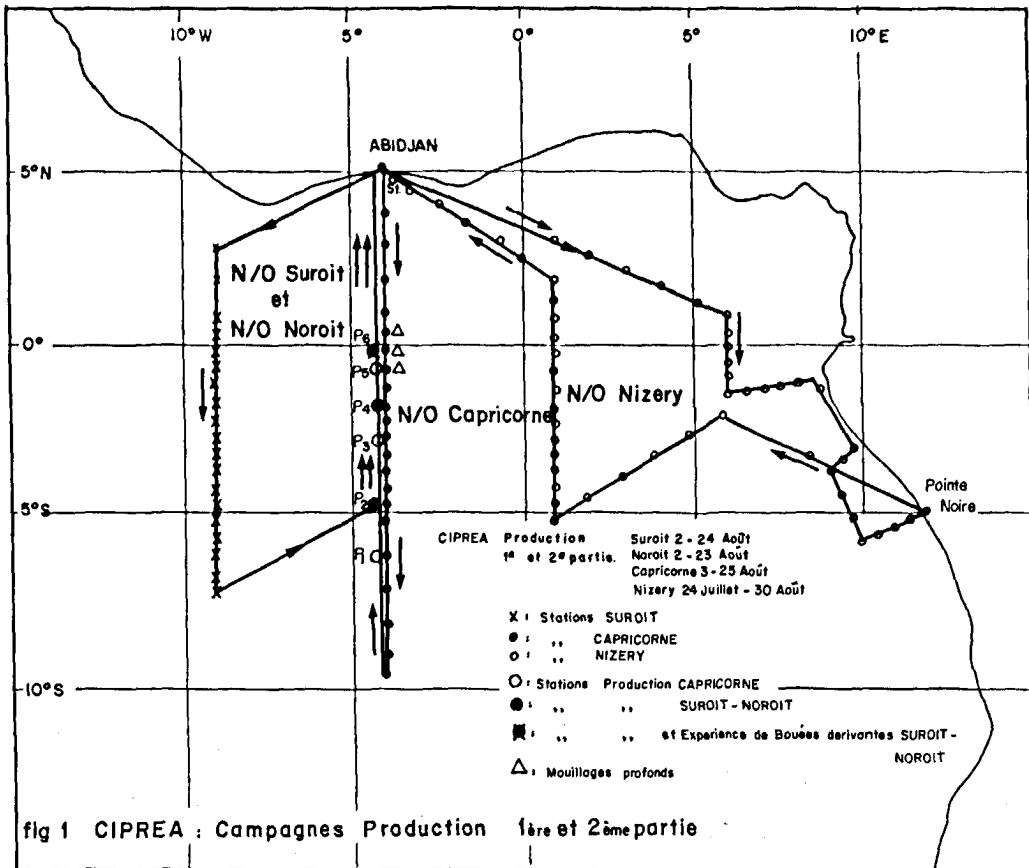 10°W 5° 0° 5° 10°E
ABIDJAN
5°N
St.
N/O Suroit
et
N/O Noroit
P6
0°
P5
N/O Nizery
P4
N/O Capricorne
P3
Pointe
Noire
P2
5°S
CIPREA Production
1e et 2e partie.
Suroit 2 - 24 Août
Noroit 2 - 23 Août
Capricorne 3 - 25 Août
Nizery 24 Juillet - 30 Août
P1
x : Stations SUROIT
● : ,, CAPRICORNE
○ : ,, NIZERY
○ : Stations Production CAPRICORNE
● : ,, ,, SUROIT - NOROIT
: ,, ,, et Expérience de Bouées derivantes SUROIT -
NOROIT
△ : Mouillages profonds
10°S
fig 1 CIPREA : Campagnes Production 1ère et 2ème partie